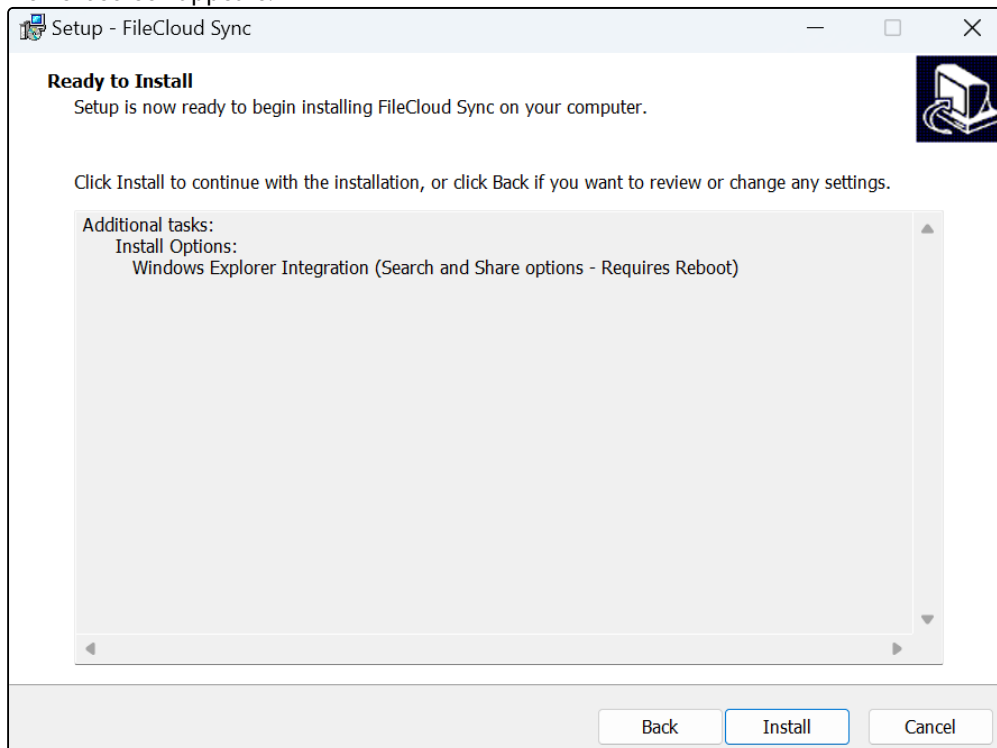 Setup - FileCloud Sync
Ready to Install
Setup is now ready to begin installing FileCloud Sync on your computer.
Click Install to continue with the installation, or click Back if you want to review or change any settings.
Additional tasks:
Install Options:
Windows Explorer Integration (Search and Share options - Requires Reboot)
Back
Install
Cancel